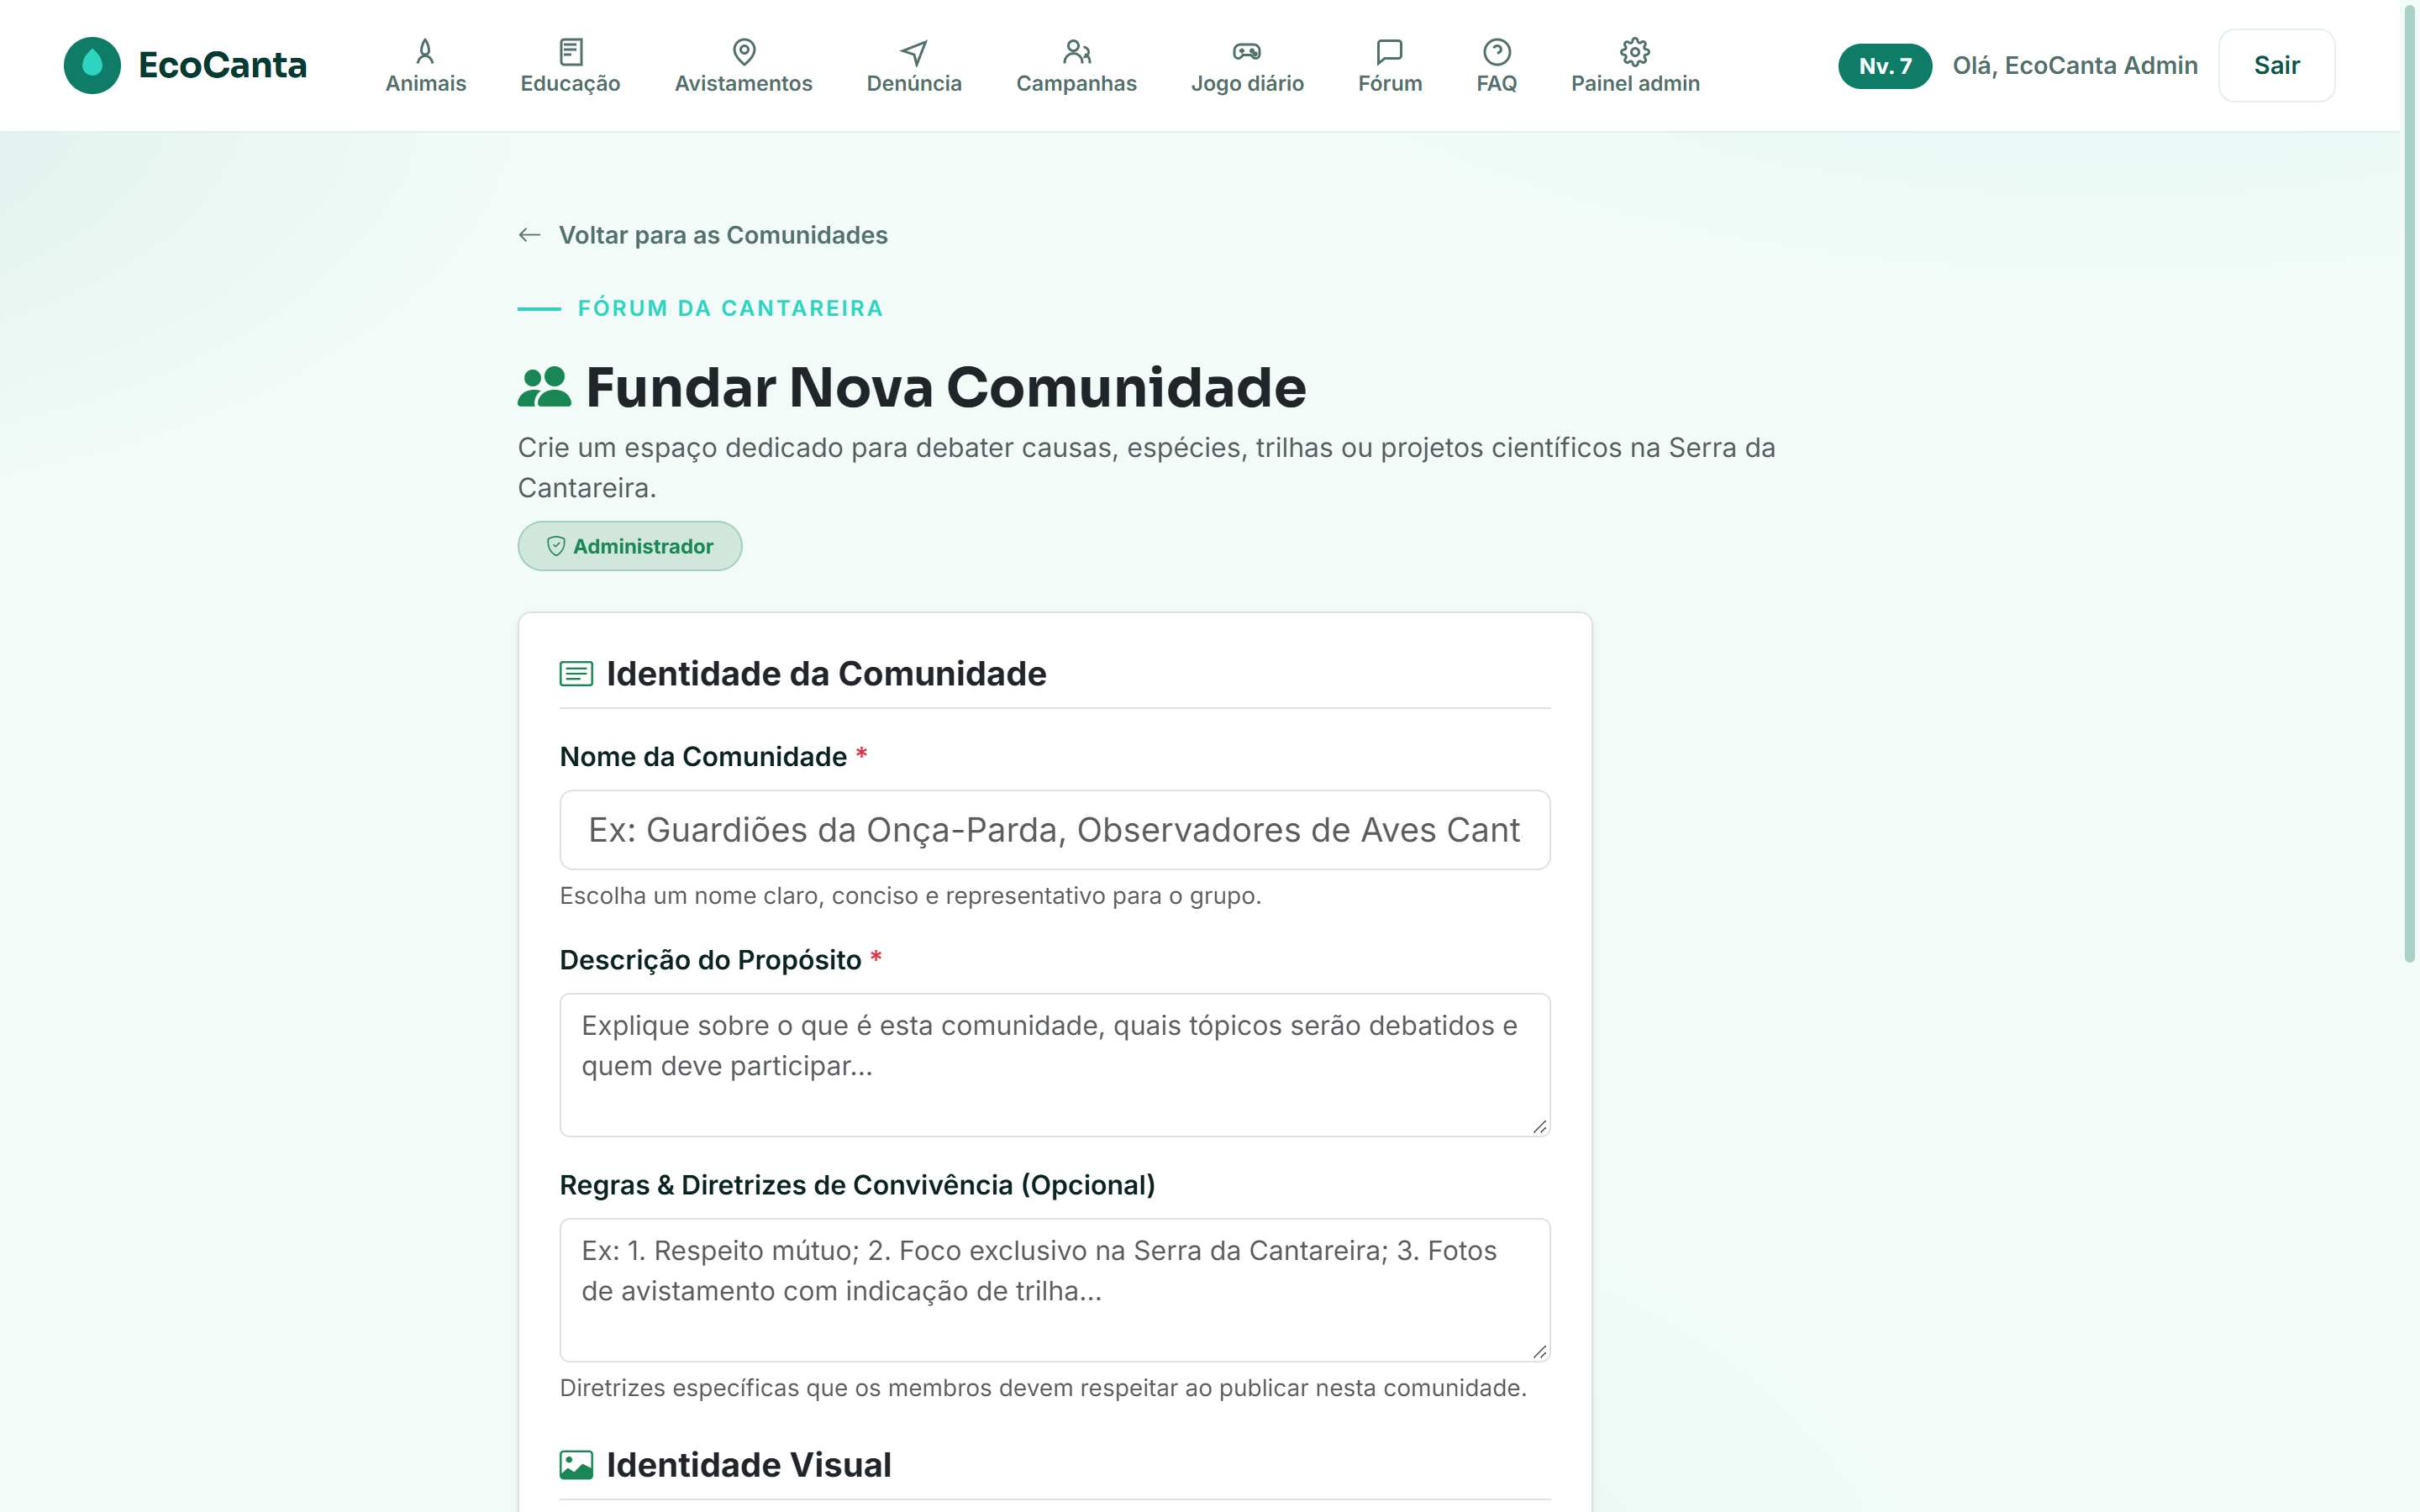 EcoCanta
Animais
Educação
Avistamentos
Denúncia
Campanhas
Jogo diário
Fórum
FAQ
Painel admin
Nv. 7
Olá, EcoCanta Admin
Sair
Voltar para as Comunidades
FÓRUM DA CANTAREIRA
Fundar Nova Comunidade
Crie um espaço dedicado para debater causas, espécies, trilhas ou projetos científicos na Serra da
Cantareira.
Administrador
Identidade da Comunidade
Nome da Comunidade *
Ex: Guardiões da Onça-Parda, Observadores de Aves Cant
Escolha um nome claro, conciso e representativo para o grupo.
Descrição do Propósito *
Explique sobre o que é esta comunidade, quais tópicos serão debatidos e
quem deve participar...
Regras & Diretrizes de Convivência (Opcional)
Ex: 1. Respeito mútuo; 2. Foco exclusivo na Serra da Cantareira; 3. Fotos
de avistamento com indicação de trilha...
Diretrizes específicas que os membros devem respeitar ao publicar nesta comunidade.
Identidade Visual